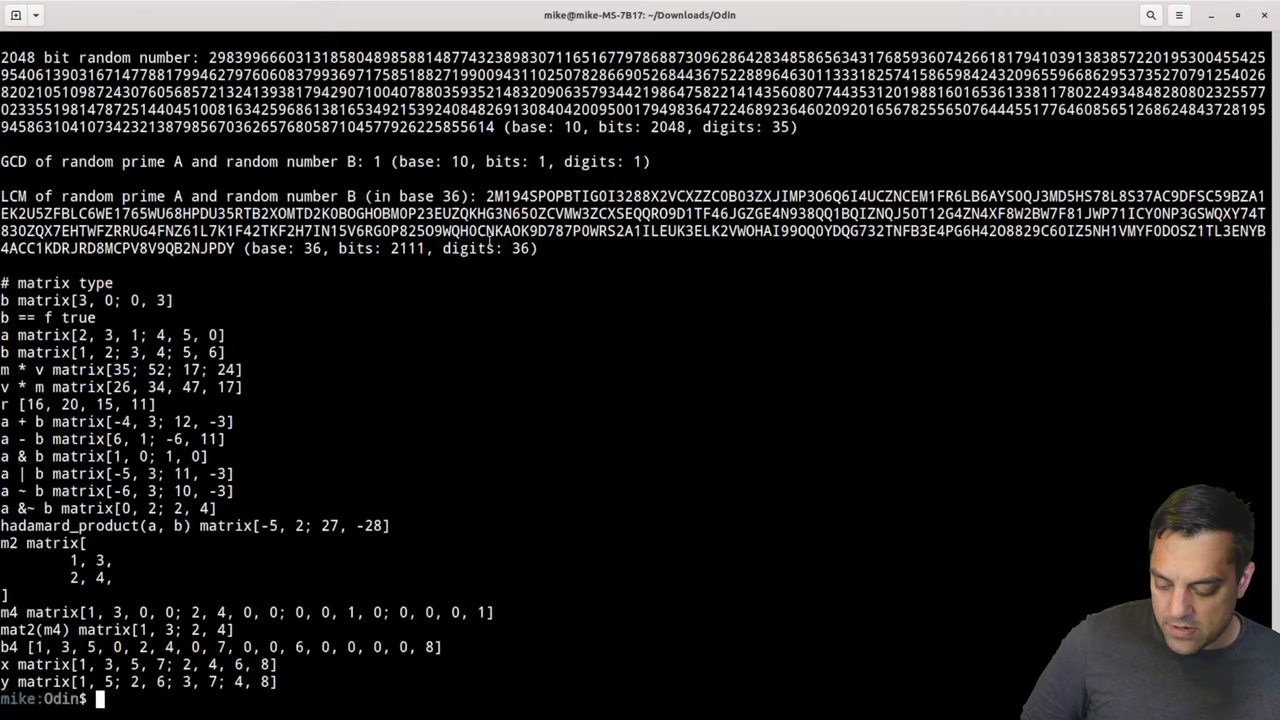 mike@mike-MS-7B17: ~/Downloads/Odin
2048 bit random number: 298399666031318580489588148774323898307116516779786887309628642834858656343176859360742661817941039138385722019530045542595406139031671477881799462797606083799369717585188271990094311025078286690526844367522889646301133318257415865984243209655966862953735270791254026820210510987243076056857213241393817942907100407880359352148329063579344219864758221414356080774435312019881601653613381178022493484828080232557702335519814787251440451008163425968613816534921539240848269130840420095001794983647224689234602092016567825565076444551776460856512686248437281959458631041073423213879856703626576805871045779262258556​14 (base: 10, bits: 2048, digits: 35)
GCD of random prime A and random number B: 1 (base: 10, bits: 1, digits: 1)
LCM of random prime A and random number B (in base 36): 2M194SPOPBTIGOI3288X2VCXZZC0B03ZXJIMP3O6Q6I4UCZNCEM1FR6LB6AYS0QJ3MD5HS78L8S37AC9DFSC59BZA1
EK2U5ZFBLC6WE1765WU68HPDU35RTB2XOMTD2K0BOGHOBM0P23EUZQKHG3N650ZCVMW3ZCXSEQQRO9D1TF46JGZGE4N938QQ1BQIZNQJ50T12G4ZN4XF8W2BW7F81JWP71ICY0NP3GSWQXY74T
830ZQX7EHTWFZRRUG4FNZ61L7K1F42TKF2H7IN15V6RG0P825O9WQH0CNKAOK9D787P0WRS2A1ILEUK3ELK2VWOHAI99OQ0YDQG732TNFB3E4PG6H42O8829C60IZ5NH1VMYF0DOSZ1TL3ENYB
4ACC1KDRJRD8MCPV8V9QB2NJPDY (base: 36, bits: 2111, digits: 36)
# matrix type
b matrix[3, 0; 0, 3]
b == f true
a matrix[2, 3, 1; 4, 5, 0]
b matrix[1, 2; 3, 4; 5, 6]
m * v matrix[35; 52; 17; 24]
v * m matrix[26, 34, 47, 17]
r [16, 20, 15, 11]
a + b matrix[-4, 3; 12, -3]
a - b matrix[6, 1; -6, 11]
a & b matrix[1, 0; 1, 0]
a | b matrix[-5, 3; 11, -3]
a ~ b matrix[-6, 3; 10, -3]
a &~ b matrix[0, 2; 2, 4]
hadamard_product(a, b) matrix[-5, 2; 27, -28]
m2 matrix[
1, 3,
2, 4,
]
m4 matrix[1, 3, 0, 0; 2, 4, 0, 0; 0, 0, 1, 0; 0, 0, 0, 1]
mat2(m4) matrix[1, 3; 2, 4]
b4 [1, 3, 5, 0, 2, 4, 0, 7, 0, 0, 6, 0, 0, 0, 0, 8]
x matrix[1, 3, 5, 7; 2, 4, 6, 8]
y matrix[1, 5; 2, 6; 3, 7; 4, 8]
mike:Odin$